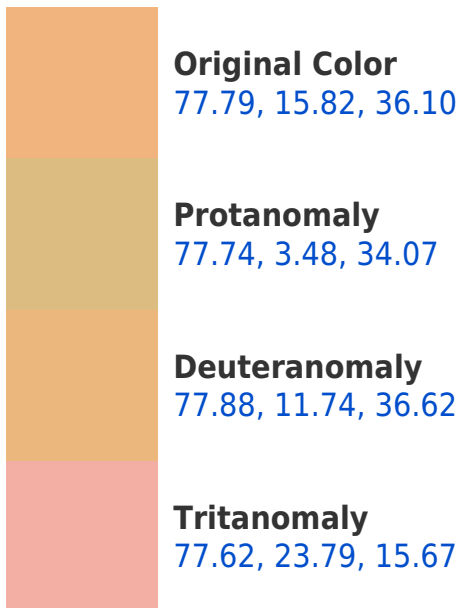 Original Color
77.79, 15.82, 36.10
Protanomaly
77.74, 3.48, 34.07
Deuteranomaly
77.88, 11.74, 36.62
Tritanomaly
77.62, 23.79, 15.67